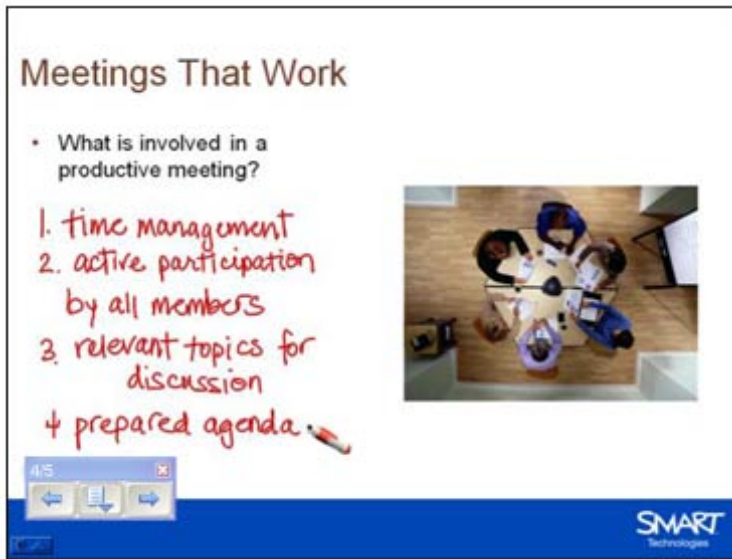 Meetings That Work
• What is involved in a
productive meeting?
1. time management
2. active participation
by all members
3. relevant topics for
discussion
4 prepared agenda
4/5
SMART
Technologies